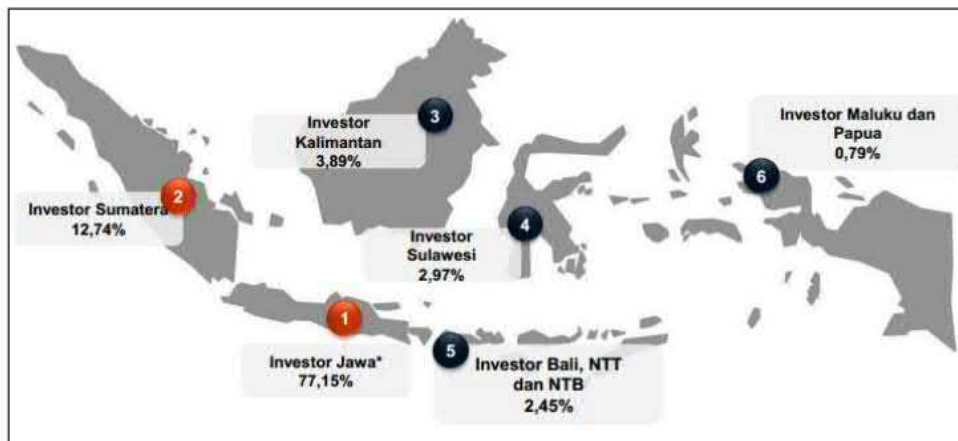 3
Investor
Kalimantan
3,89%
Investor Maluku dan
Papua
0,79%
6
2
Investor Sumatera
12,74%
4
Investor
Sulawesi
2,97%
1
Investor Jawa*
77,15%
5
Investor Bali, NTT
dan NTB
2,45%